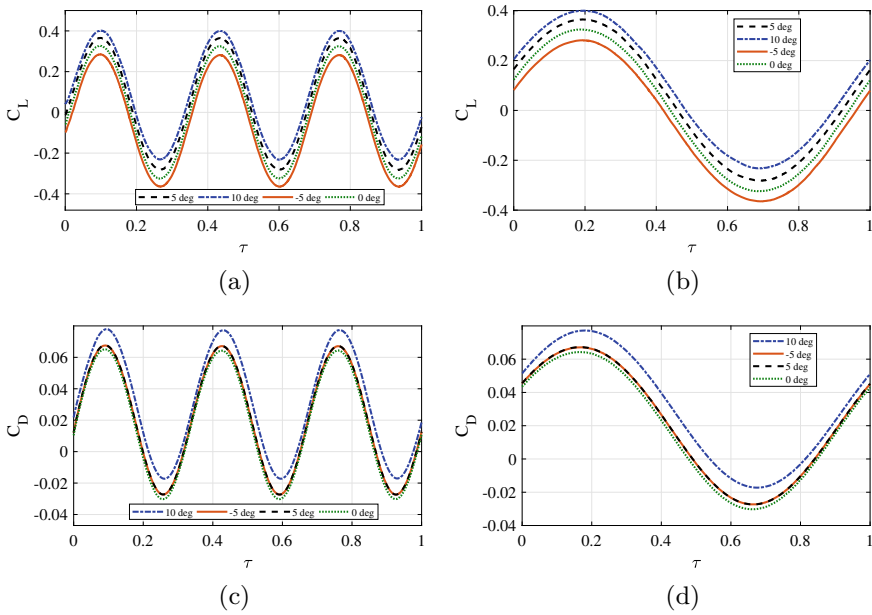 0.4
0.2
0
-0.2
-0.4
C_L
5 deg 10 deg -5 deg 0 deg
0 0.2 0.4 0.6 0.8 1
τ
(a)
0.4
0.2
0
-0.2
-0.4
C_L
5 deg
10 deg
-5 deg
0 deg
0 0.2 0.4 0.6 0.8 1
τ
(b)
0.06
0.04
0.02
0
-0.02
-0.04
C_D
10 deg -5 deg 5 deg 0 deg
0 0.2 0.4 0.6 0.8 1
τ
(c)
0.06
0.04
0.02
0
-0.02
-0.04
C_D
10 deg
-5 deg
5 deg
0 deg
0 0.2 0.4 0.6 0.8 1
τ
(d)